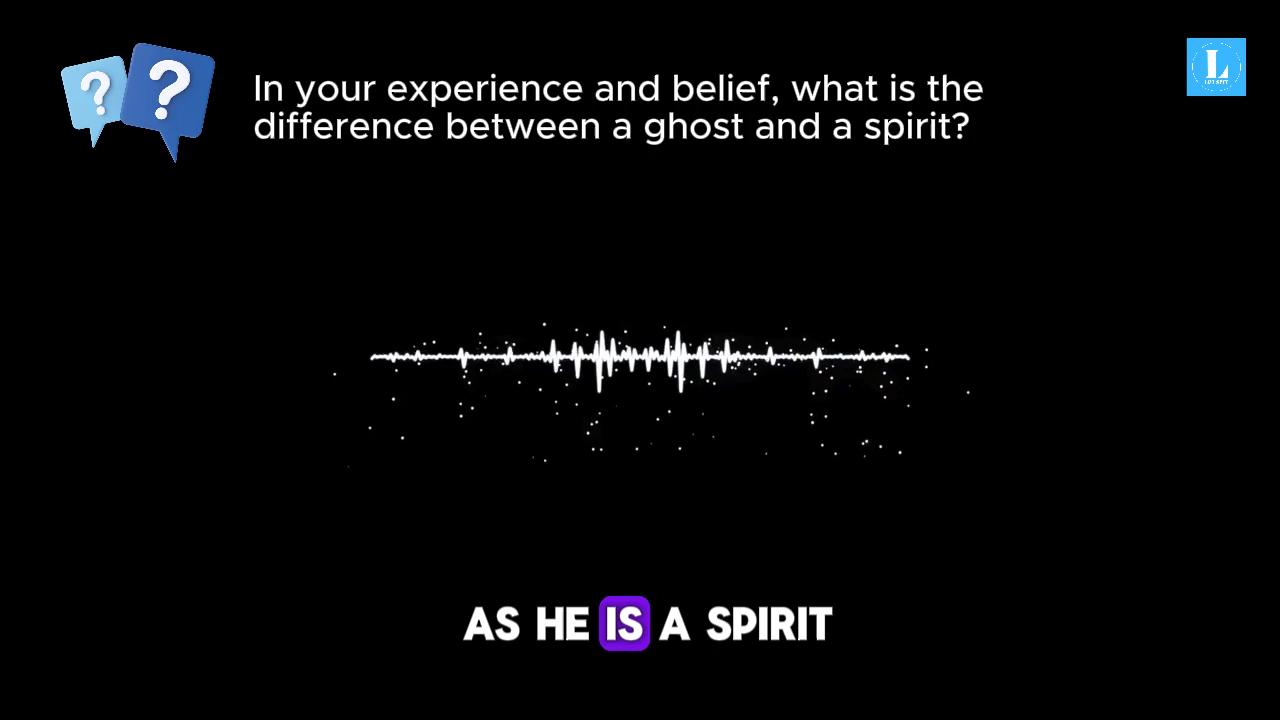 ? ?
In your experience and belief, what is the
difference between a ghost and a spirit?
L
AS HE IS A SPIRIT